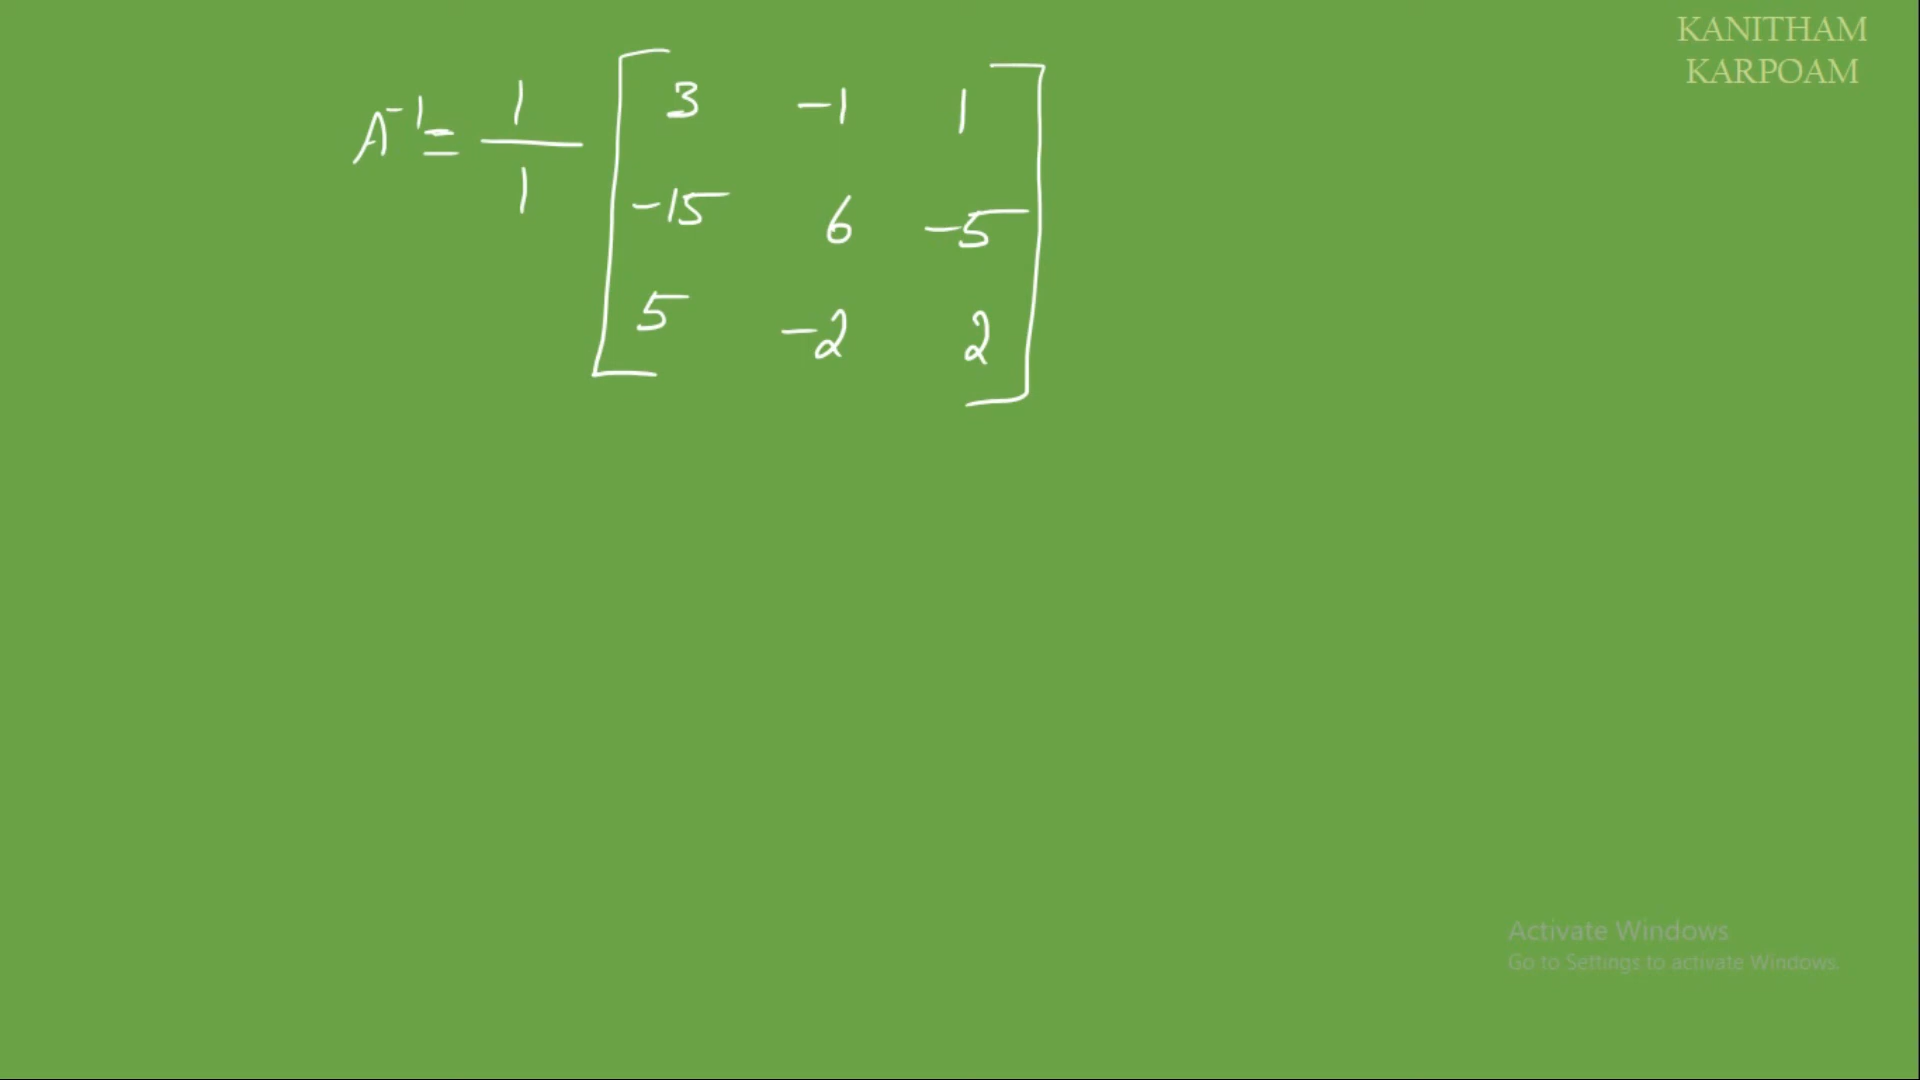 KANITHAM
KARPOAM
A⁻¹ = 1/1 [ 3 -1 1
-15 6 -5
5 -2 2 ]
Activate Windows
Go to Settings to activate Windows.